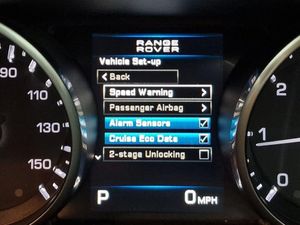 RANGE
ROVER
Vehicle Set-up
Back
Speed Warning
Passenger Airbag
Alarm Sensors
Cruise Eco Data
2-stage Unlocking
P 0 MPH
90
110
130
150
1
2